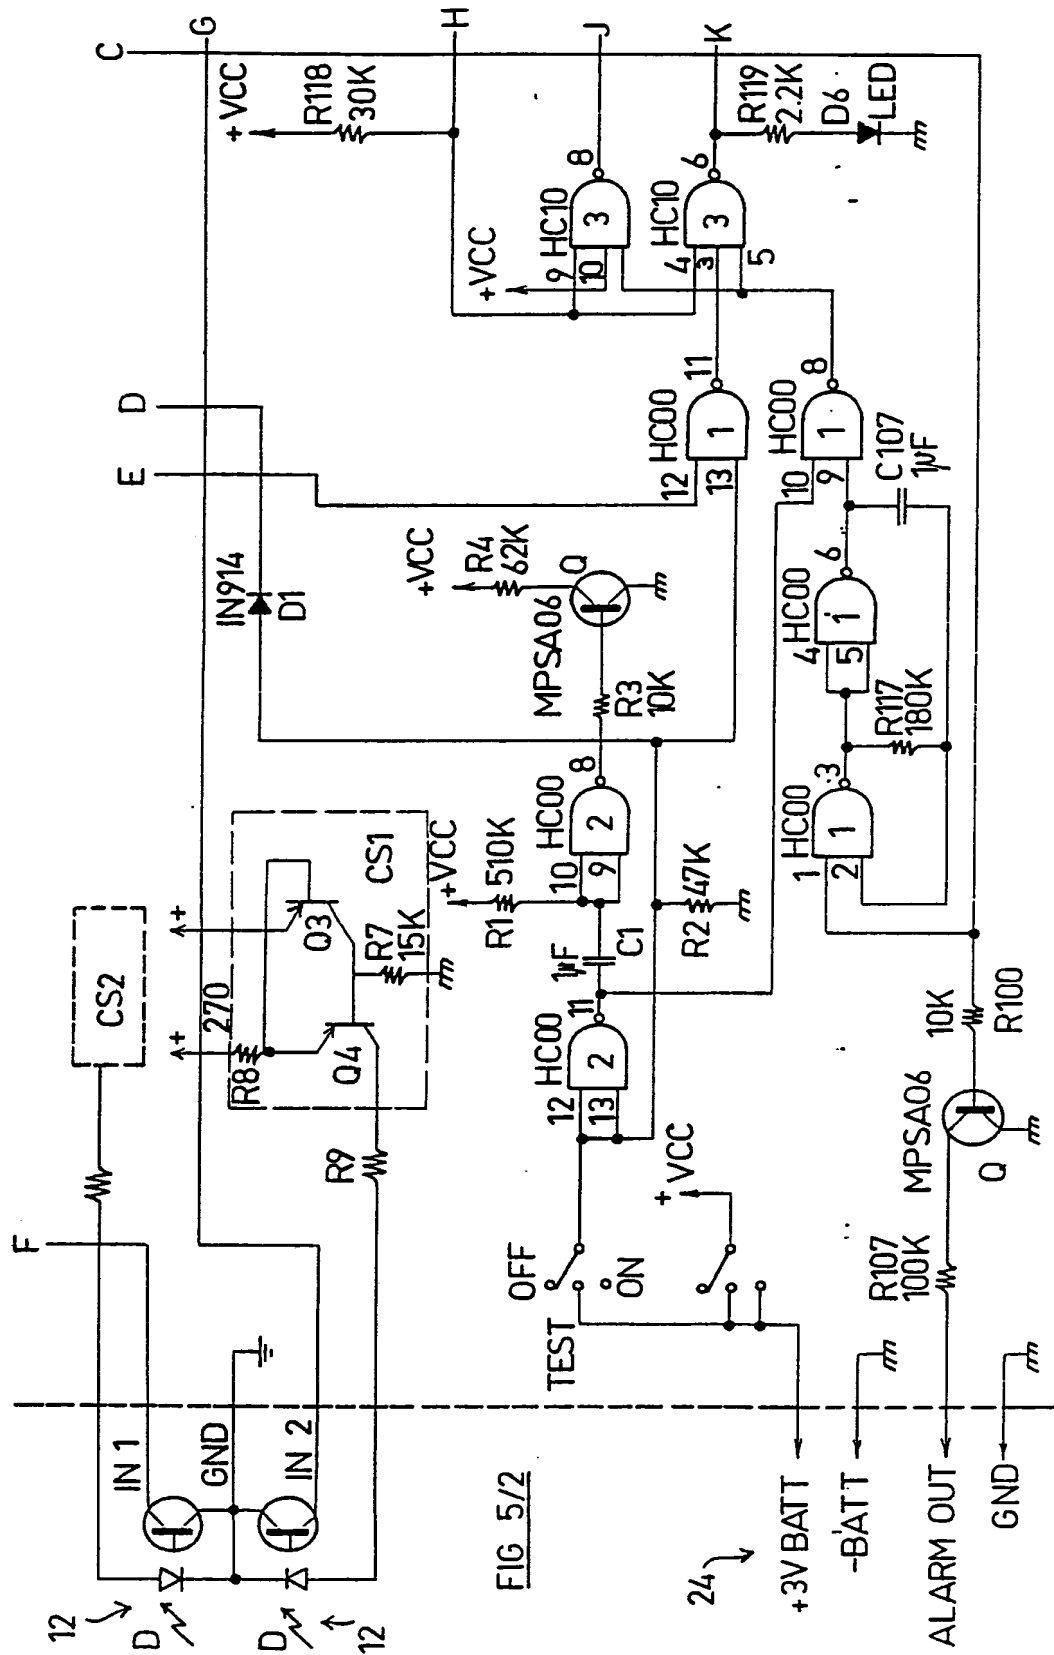 C
G
+VCC
R118
30K
H
J
K
D
E
IN914
D1
+VCC
R4
62K
Q
MPSA06
R3
10K
+VCC
HC10
9
10
3
8
HC10
4
3
5
3
6
R119
2.2K
D6
LED
HC00
12
13
1
11
HC00
10
9
1
8
C107
1µF
HC00
4
5
1
6
R117
180K
HC00
1
2
1
3
CS2
+
+
270
R8
Q3
Q4
R7
15K
CS1
+VCC
R1
510K
HC00
10
9
2
8
1µF
C1
R2
47K
HC00
12
13
2
11
R9
F
OFF
TEST
ON
+VCC
10K
R100
MPSA06
Q
R107
100K
IN 1
GND
IN 2
12
D
D
12
FIG 5/2
24
+3V BATT
-BATT
ALARM OUT
GND